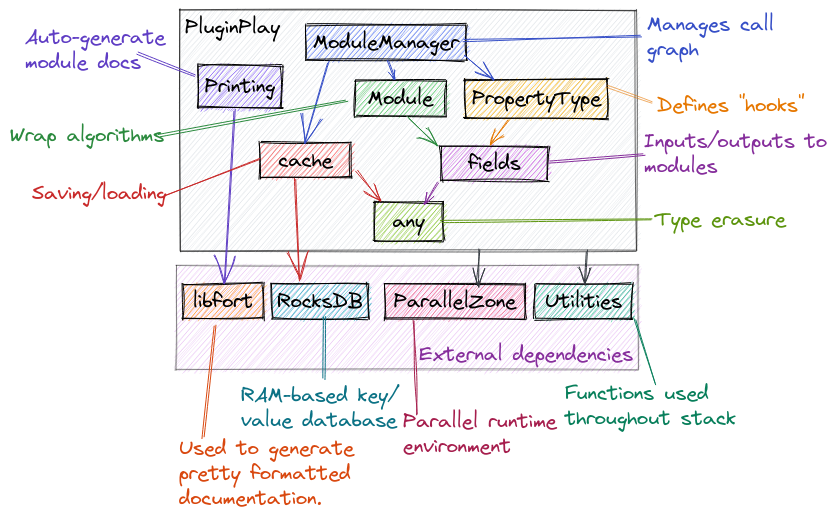 PluginPlay
ModuleManager
Manages call
graph
Auto-generate
module docs
Printing
Module
PropertyType
Defines "hooks"
Wrap algorithms
cache
fields
Inputs/outputs to
modules
Saving/loading
any
Type erasure
libfort
RocksDB
ParallelZone
Utilities
External dependencies
RAM-based key/
value database
Parallel runtime
environment
Functions used
throughout stack
Used to generate
pretty formatted
documentation.